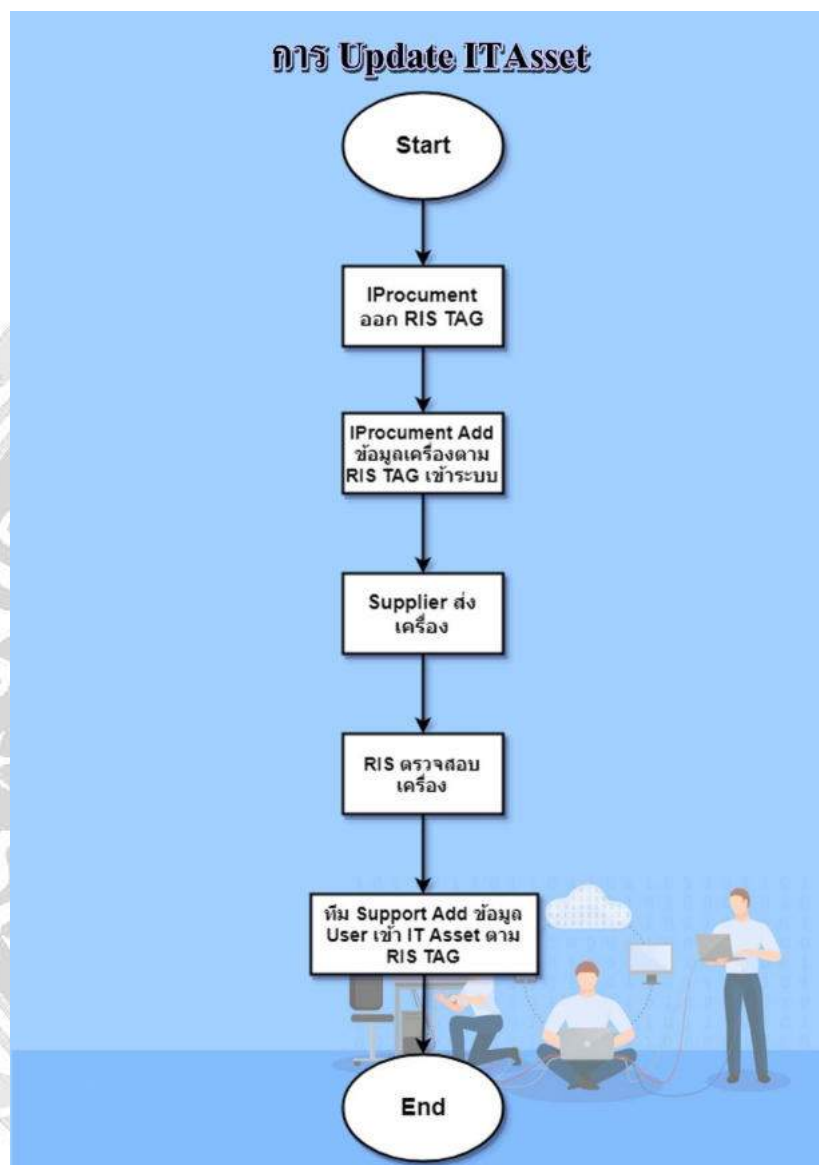 การ Update ITAsset
Start
IProcument
ออก RIS TAG
IProcument Add
ข้อมูลเครื่องตาม
RIS TAG เข้าระบบ
Supplier ส่ง
เครื่อง
RIS ตรวจสอบ
เครื่อง
ทีม Support Add ข้อมูล
User เข้า IT Asset ตาม
RIS TAG
End